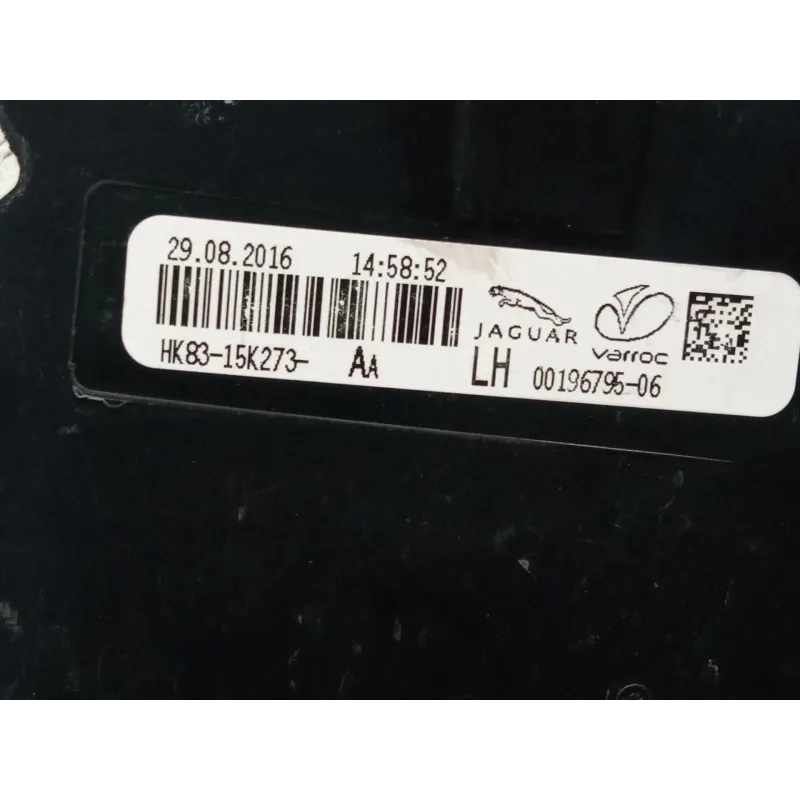 29.08.2016 14:58:52
JAGUAR
varroc
HK83-15K273- AA LH 00196795-06